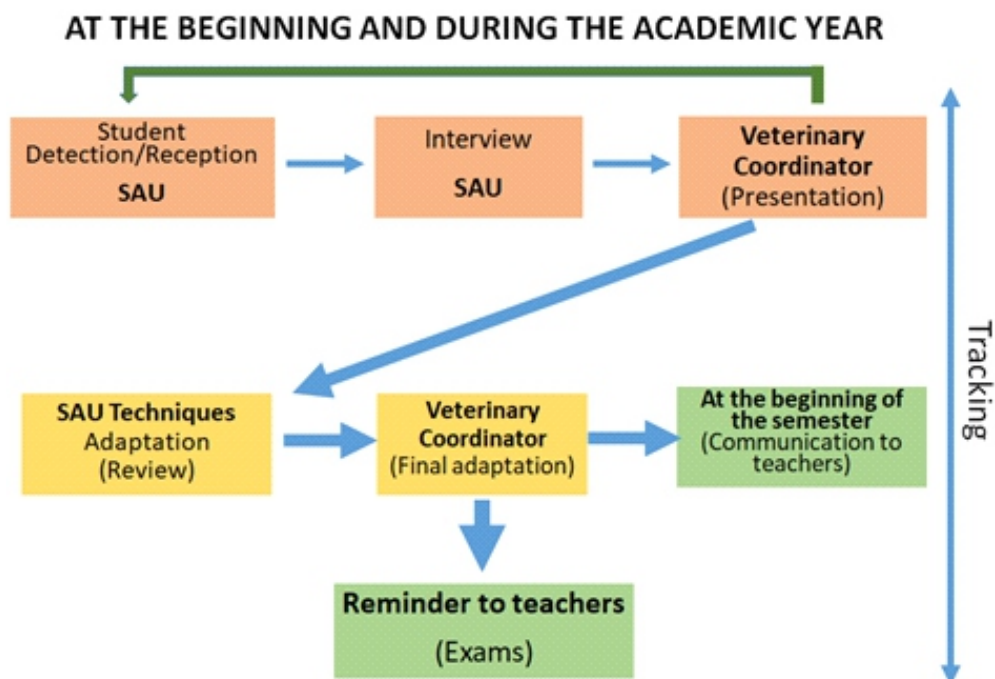 AT THE BEGINNING AND DURING THE ACADEMIC YEAR
Student
Detection/Reception
SAU
Interview
SAU
Veterinary
Coordinator
(Presentation)
SAU Techniques
Adaptation
(Review)
Veterinary
Coordinator
(Final adaptation)
At the beginning of
the semester
(Communication to
teachers)
Reminder to teachers
(Exams)
Tracking